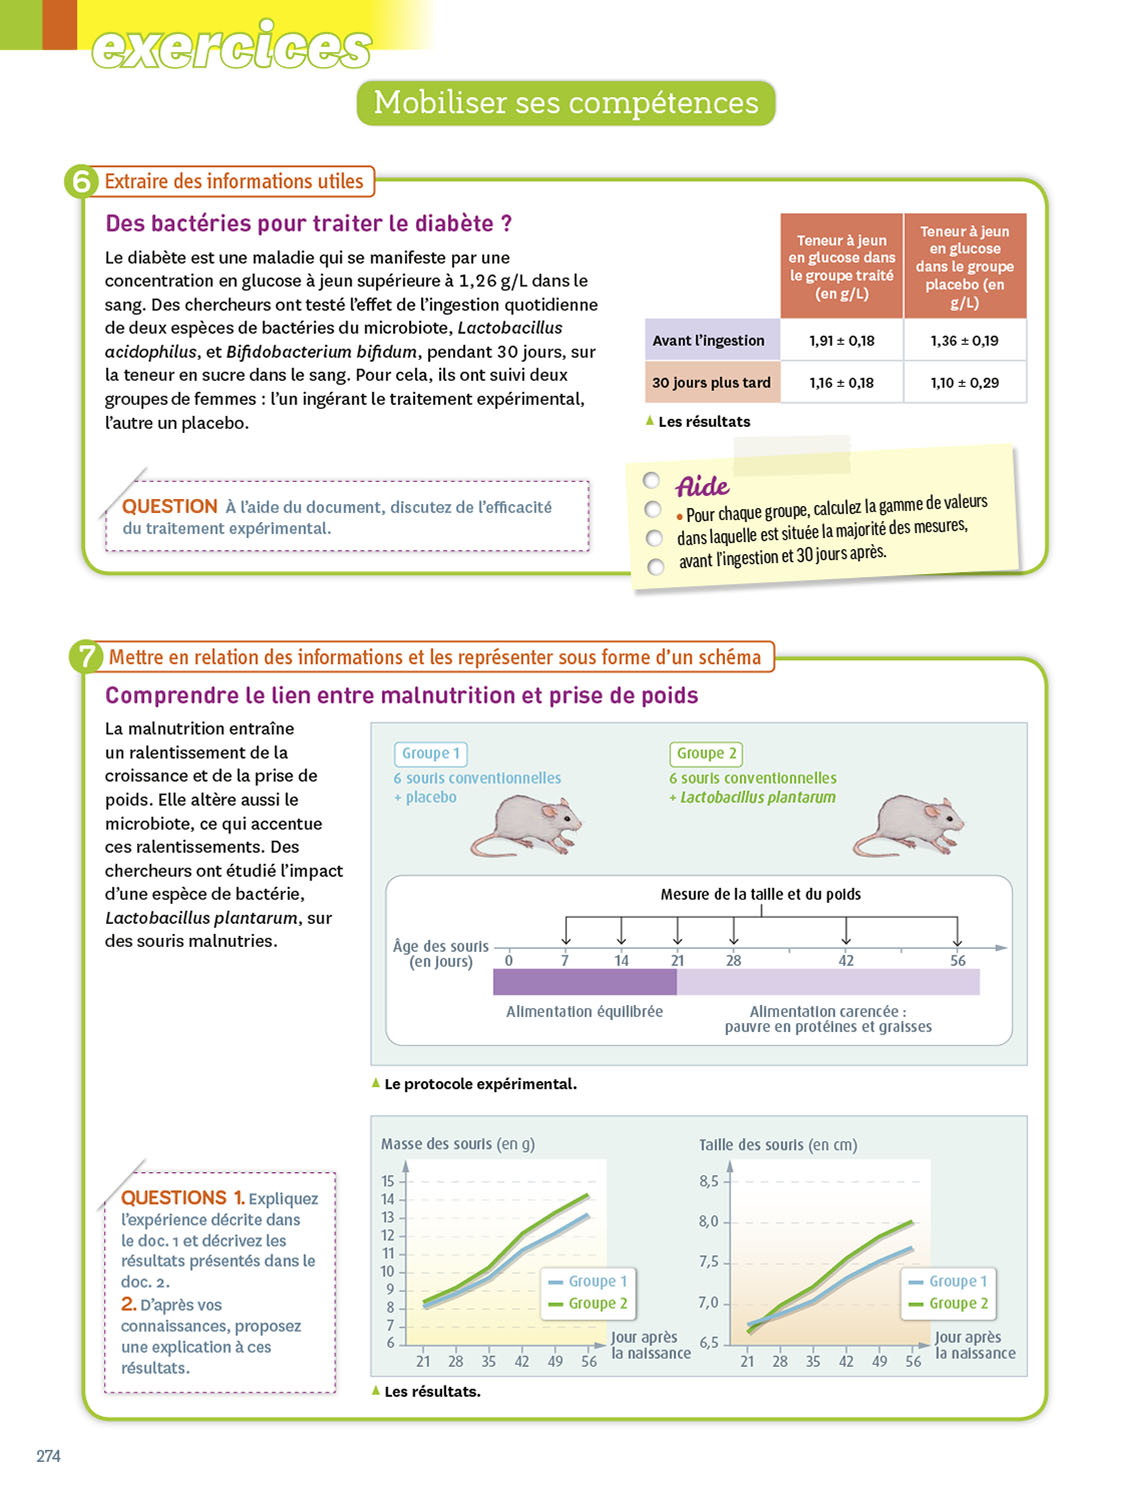 exercices
Mobiliser ses compétences
6 Extraire des informations utiles
Des bactéries pour traiter le diabète ?
Le diabète est une maladie qui se manifeste par une
concentration en glucose à jeun supérieure à 1,26 g/L dans le
sang. Des chercheurs ont testé l'effet de l'ingestion quotidienne
de deux espèces de bactéries du microbiote, Lactobacillus
acidophilus, et Bifidobacterium bifidum, pendant 30 jours, sur
la teneur en sucre dans le sang. Pour cela, ils ont suivi deux
groupes de femmes : l'un ingérant le traitement expérimental,
l'autre un placebo.
QUESTION À l'aide du document, discutez de l'efficacité
du traitement expérimental.
Teneur à jeun
en glucose dans
le groupe traité
(en g/L)
Teneur à jeun
en glucose
dans le groupe
placebo (en
g/L)
Avant l'ingestion 1,91 ± 0,18 1,36 ± 0,19
30 jours plus tard 1,16 ± 0,18 1,10 ± 0,29
Les résultats
Aide
• Pour chaque groupe, calculez la gamme de valeurs
dans laquelle est située la majorité des mesures,
avant l'ingestion et 30 jours après.
7 Mettre en relation des informations et les représenter sous forme d'un schéma
Comprendre le lien entre malnutrition et prise de poids
La malnutrition entraîne
un ralentissement de la
croissance et de la prise de
poids. Elle altère aussi le
microbiote, ce qui accentue
ces ralentissements. Des
chercheurs ont étudié l'impact
d'une espèce de bactérie,
Lactobacillus plantarum, sur
des souris malnutries.
Groupe 1
6 souris conventionnelles
+ placebo
Groupe 2
6 souris conventionnelles
+ Lactobacillus plantarum
Mesure de la taille et du poids
Âge des souris
(en jours)
0 7 14 21 28 42 56
Alimentation équilibrée
Alimentation carencée :
pauvre en protéines et graisses
Le protocole expérimental.
QUESTIONS 1. Expliquez
l'expérience décrite dans
le doc. 1 et décrivez les
résultats présentés dans le
doc. 2.
2. D'après vos
connaissances, proposez
une explication à ces
résultats.
Masse des souris (en g)
15
14
13
12
11
10
9
8
7
6
21 28 35 42 49 56
Groupe 1
Groupe 2
Jour après
la naissance
Taille des souris (en cm)
8,5
8,0
7,5
7,0
6,5
21 28 35 42 49 56
Groupe 1
Groupe 2
Jour après
la naissance
Les résultats.
274